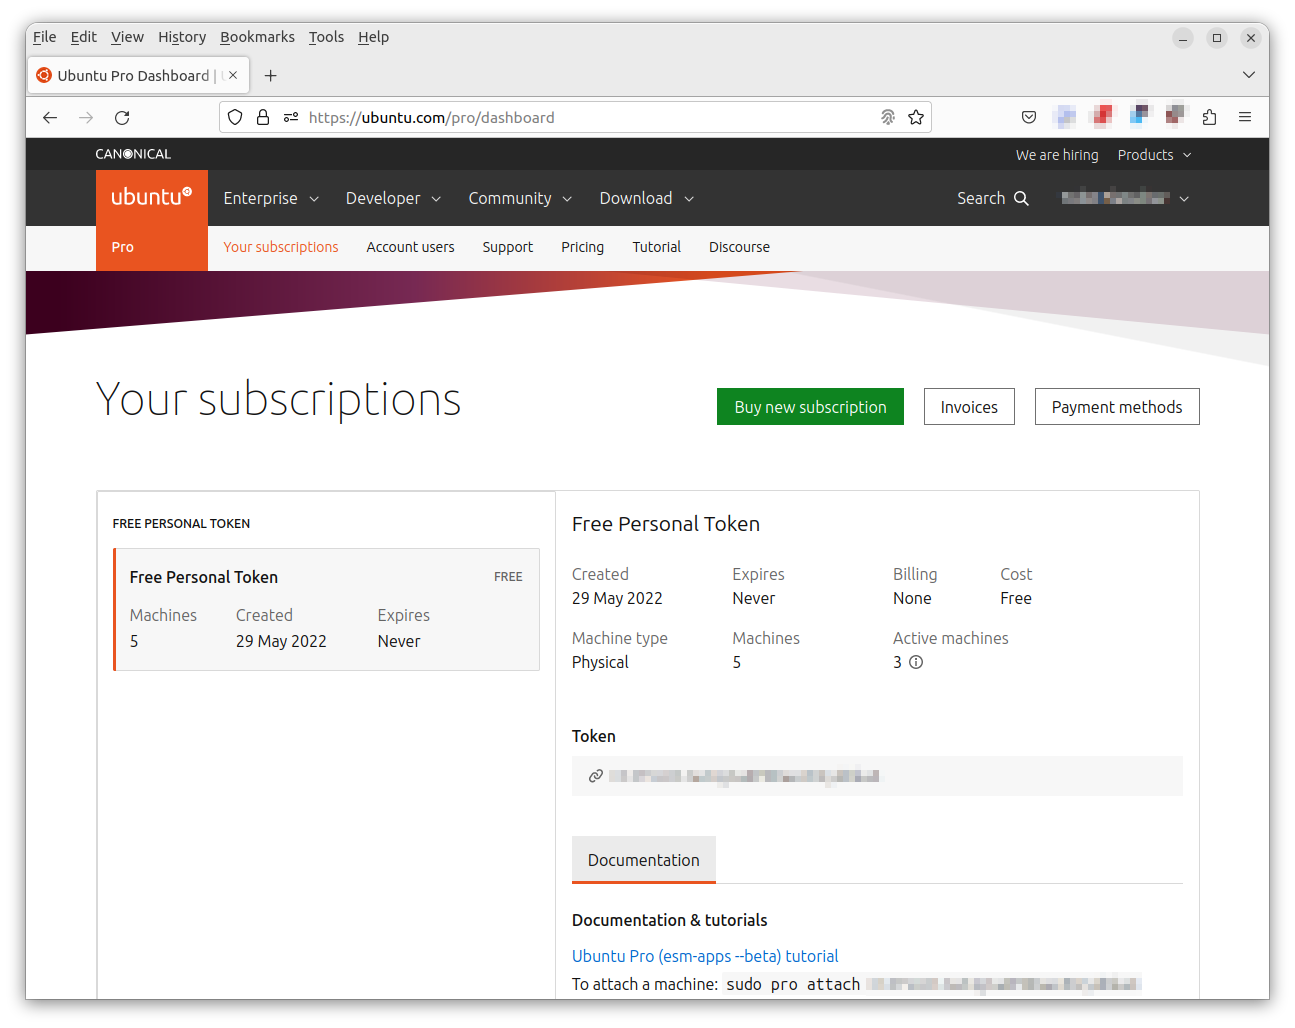 File Edit View History Bookmarks Tools Help
Ubuntu Pro Dashboard |
https://ubuntu.com/pro/dashboard
CANONICAL We are hiring Products
ubuntu Enterprise Developer Community Download Search
Pro Your subscriptions Account users Support Pricing Tutorial Discourse
Your subscriptions
Buy new subscription Invoices Payment methods
FREE PERSONAL TOKEN
Free Personal Token FREE
Machines Created Expires
5 29 May 2022 Never
Free Personal Token
Created Expires Billing Cost
29 May 2022 Never None Free
Machine type Machines Active machines
Physical 5 3
Token
Documentation
Documentation & tutorials
Ubuntu Pro (esm-apps --beta) tutorial
To attach a machine: sudo pro attach